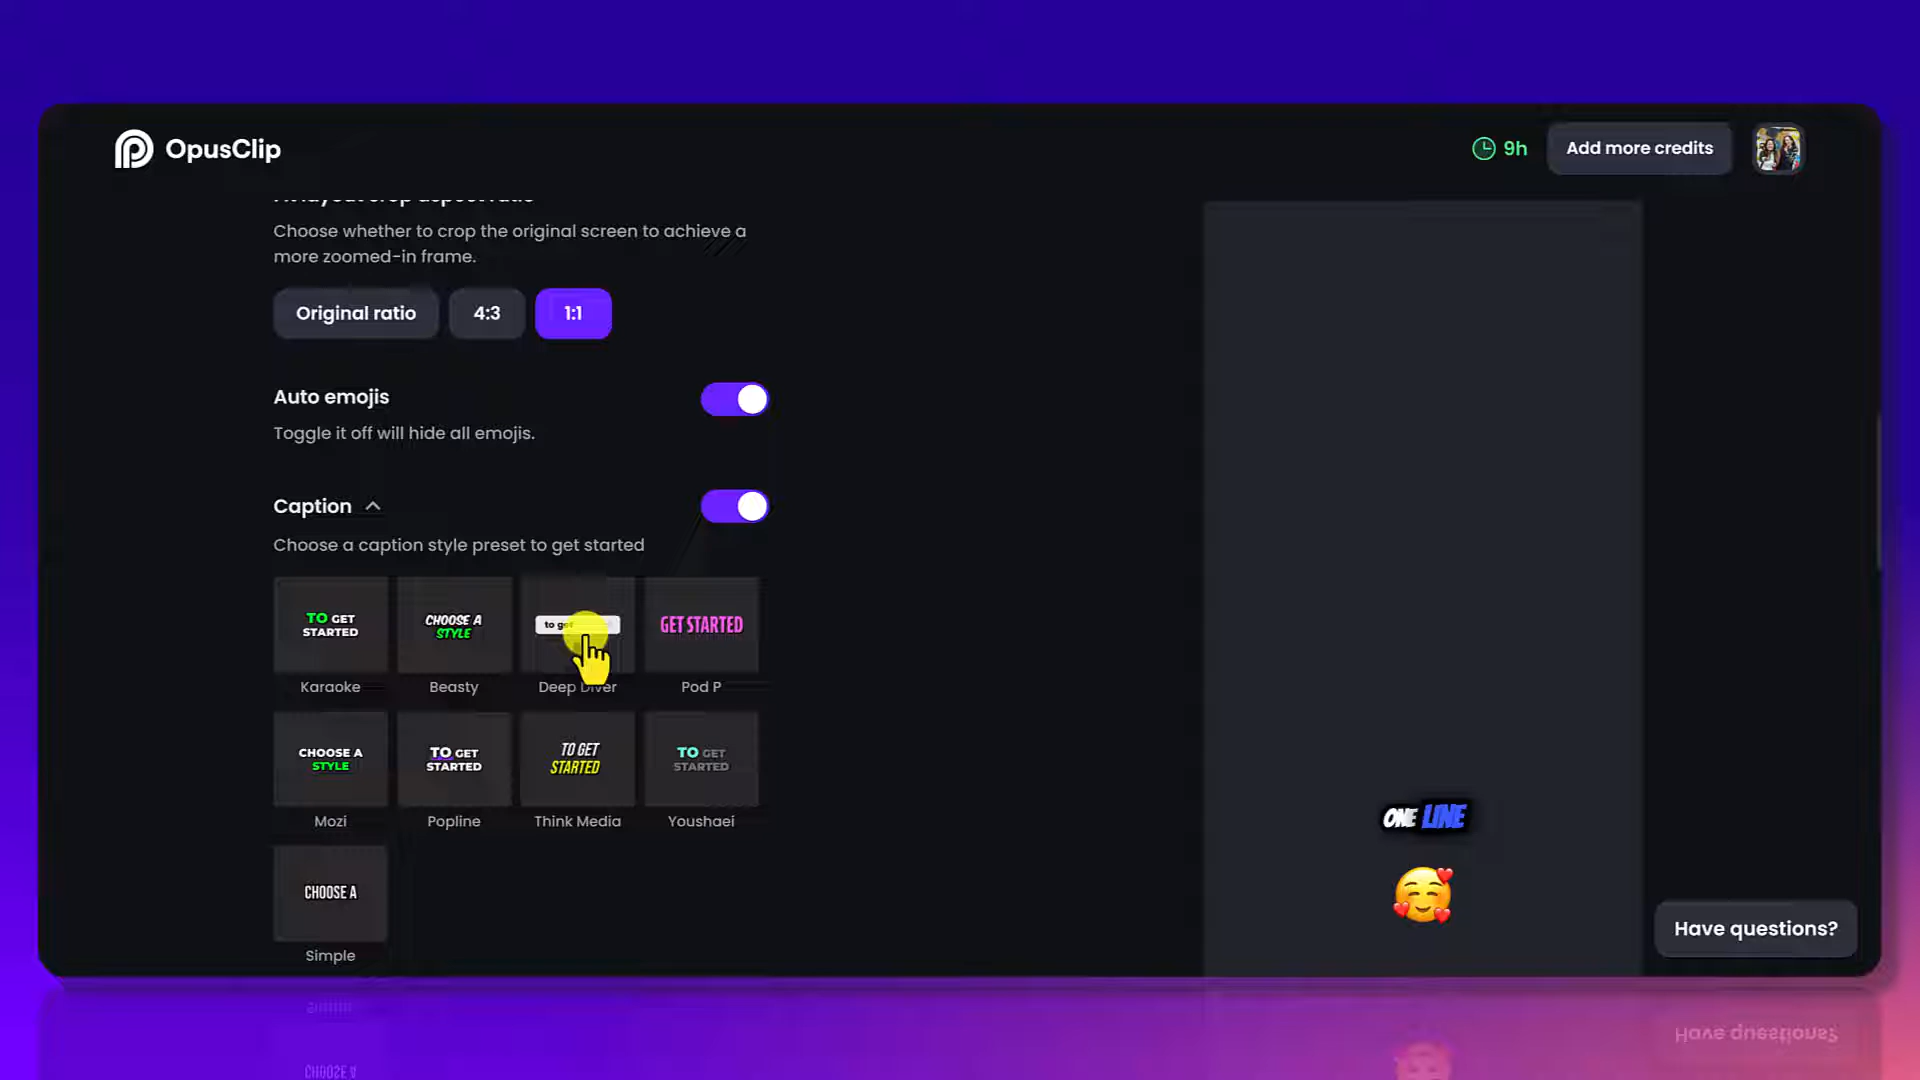 OpusClip
9h
Add more credits
Choose whether to crop the original screen to achieve a
more zoomed-in frame.
Original ratio
4:3
1:1
Auto emojis
Toggle it off will hide all emojis.
Caption
Choose a caption style preset to get started
TO GET
STARTED
CHOOSE A
STYLE
to ge
GET STARTED
Karaoke
Beasty
Deep Diver
Pod P
CHOOSE A
STYLE
TO GET
STARTED
TO GET
STARTED
TO GET
STARTED
Mozi
Popline
Think Media
Youshaei
CHOOSE A
Simple
ONE LINE
Have questions?